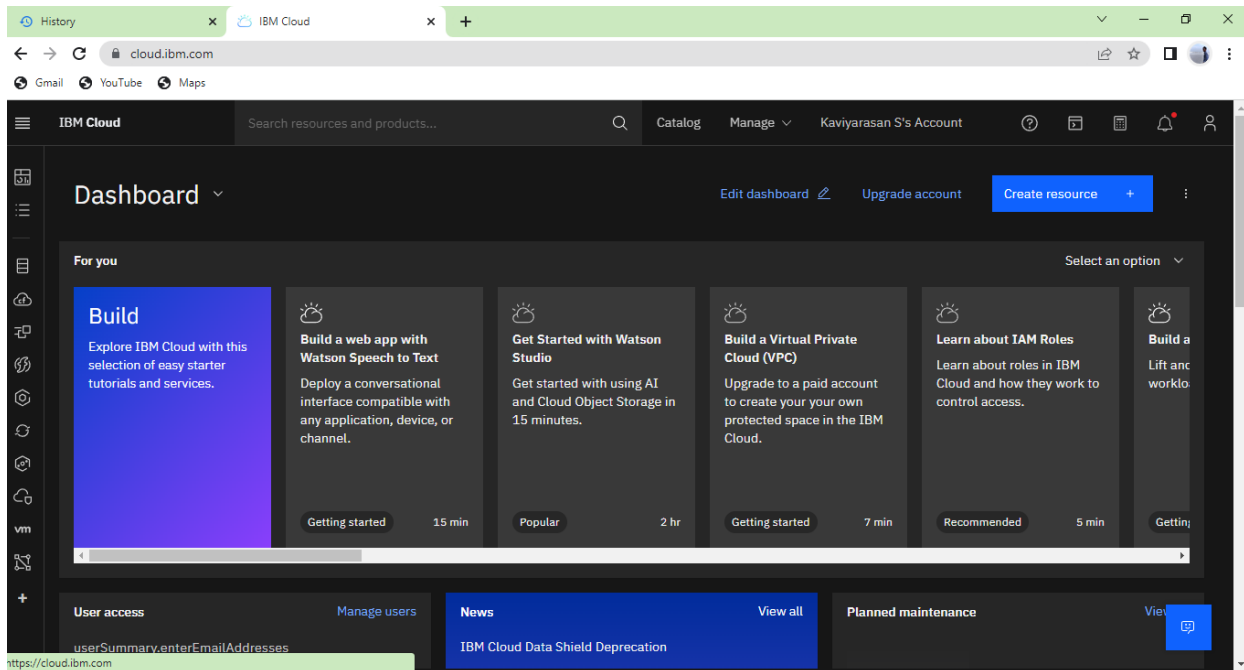 History
IBM Cloud
cloud.ibm.com
Gmail YouTube Maps
IBM Cloud
Search resources and products...
Catalog Manage Kaviyarasan S's Account
Dashboard
Edit dashboard Upgrade account Create resource +
For you
Select an option
Build
Explore IBM Cloud with this
selection of easy starter
tutorials and services.
Build a web app with
Watson Speech to Text
Deploy a conversational
interface compatible with
any application, device, or
channel.
Getting started 15 min
Get Started with Watson
Studio
Get started with using AI
and Cloud Object Storage in
15 minutes.
Popular 2 hr
Build a Virtual Private
Cloud (VPC)
Upgrade to a paid account
to create your your own
protected space in the IBM
Cloud.
Getting started 7 min
Learn about IAM Roles
Learn about roles in IBM
Cloud and how they work to
control access.
Recommended 5 min
Build a
Lift and
worklo
Getting
vm
User access Manage users
userSummary.enterEmailAddresses
News View all
IBM Cloud Data Shield Deprecation
Planned maintenance
https://cloud.ibm.com